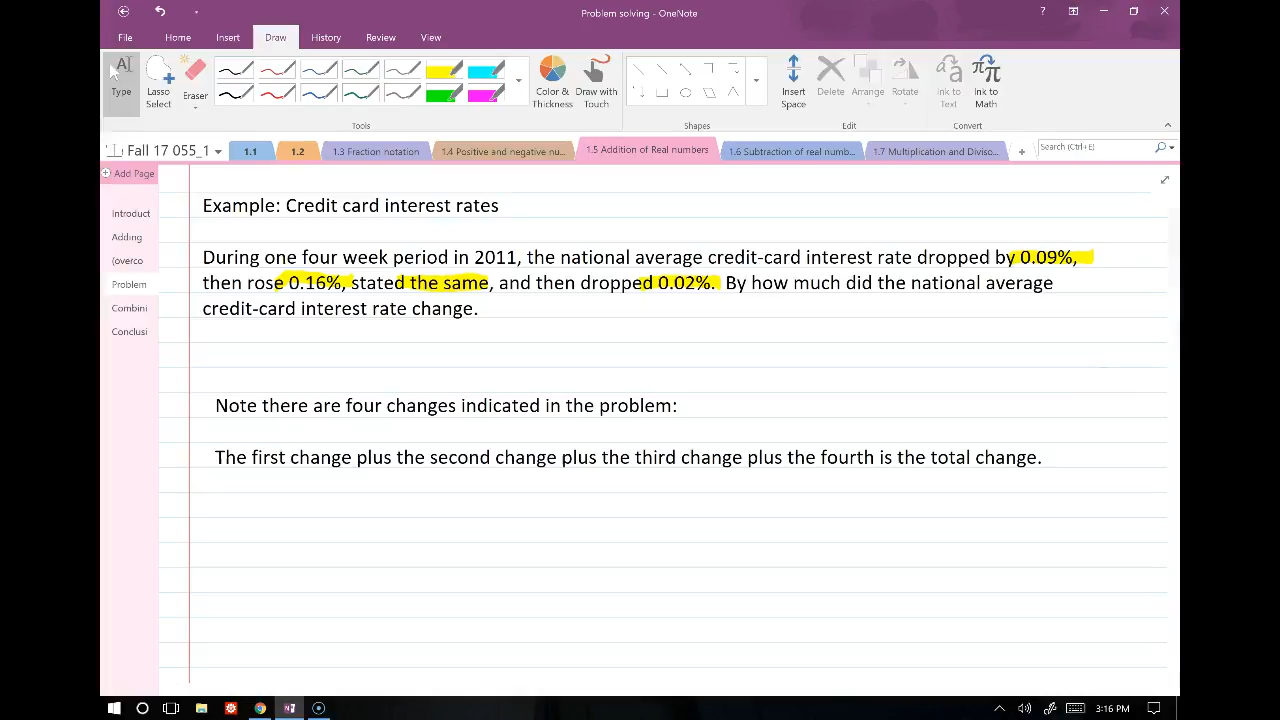 Problem solving - OneNote
?
File Home Insert Draw History Review View
Type
Lasso Select
Eraser
Color & Thickness
Draw with Touch
Insert Space
Delete
Arrange
Rotate
Ink to Text
Ink to Math
Tools
Shapes
Edit
Convert
Fall 17 055_1
1.1
1.2
1.3 Fraction notation
1.4 Positive and negative nu...
1.5 Addition of Real numbers
1.6 Subtraction of real numb...
1.7 Multiplication and Diviso...
Search (Ctrl+E)
Add Page
Introduct
Adding
(overco
Problem
Combini
Conclusi
Example: Credit card interest rates
During one four week period in 2011, the national average credit-card interest rate dropped by 0.09%,
then rose 0.16%, stated the same, and then dropped 0.02%. By how much did the national average
credit-card interest rate change.
Note there are four changes indicated in the problem:
The first change plus the second change plus the third change plus the fourth is the total change.
3:16 PM